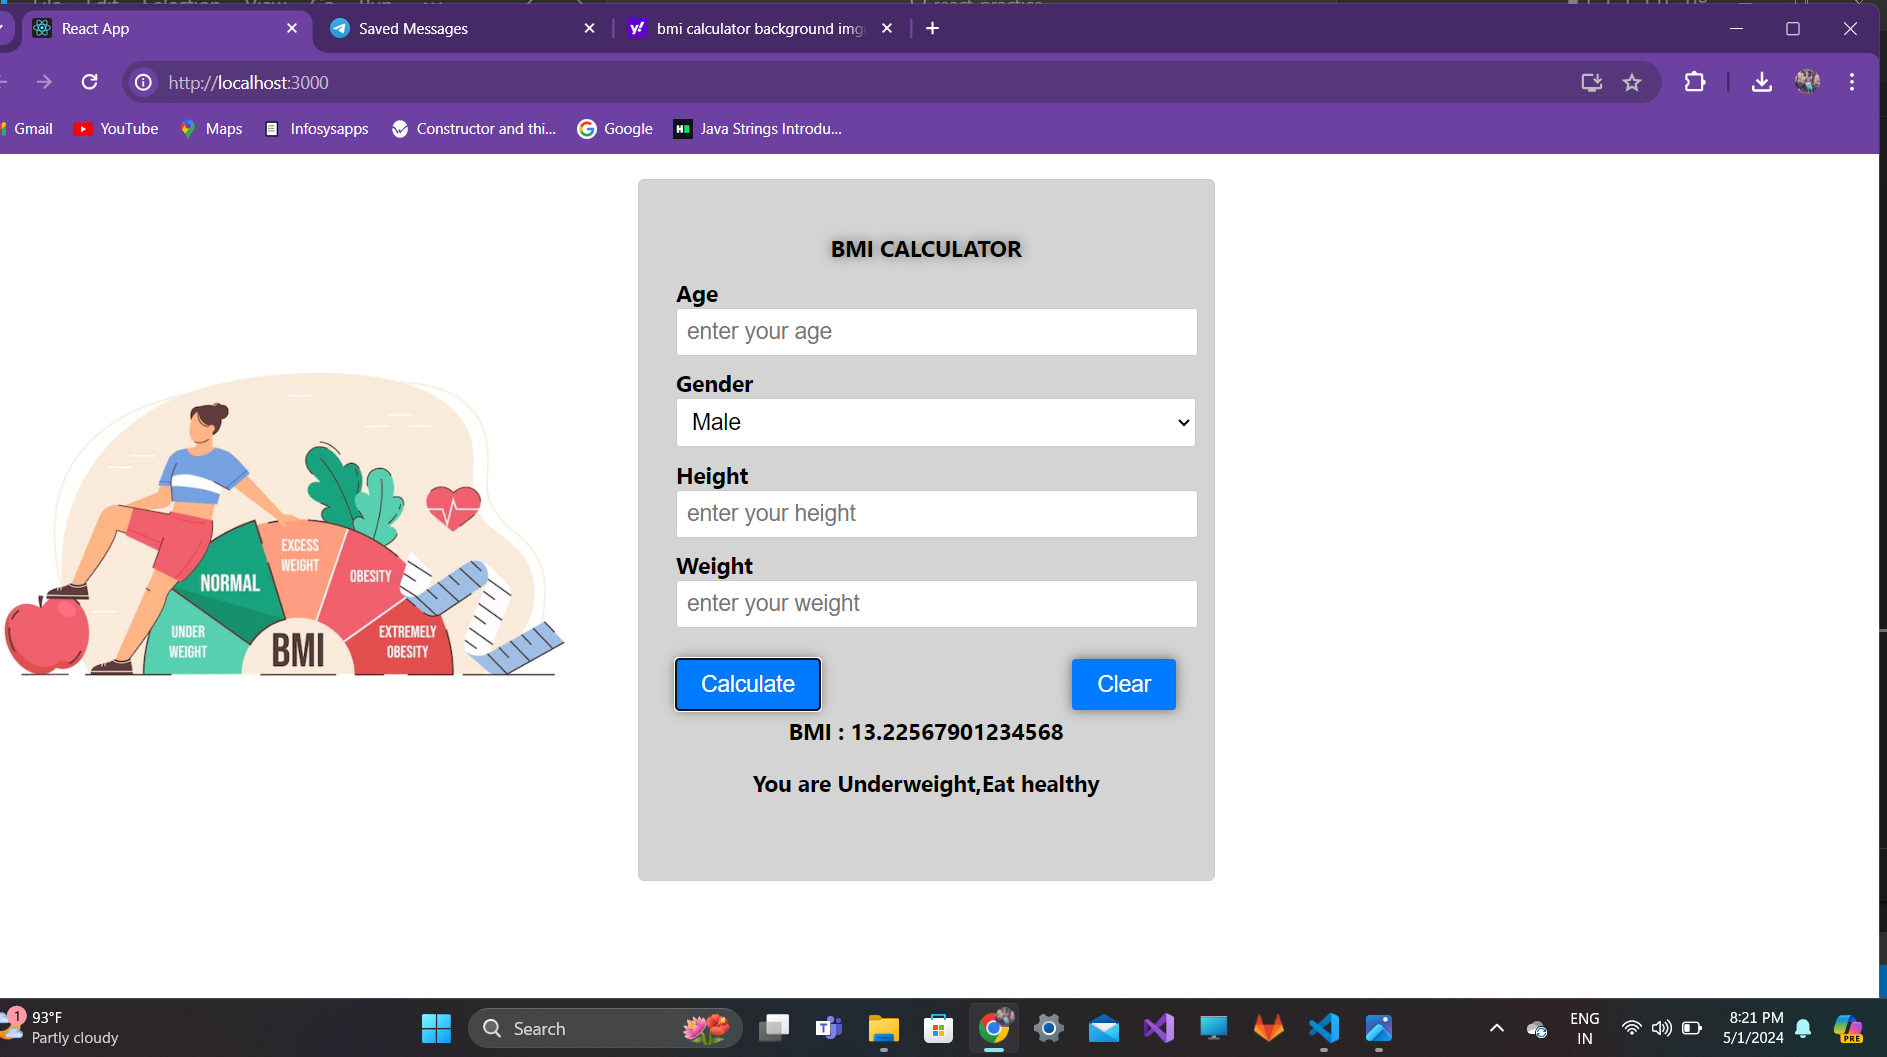 React App
Saved Messages
bmi calculator background img
http://localhost:3000
Gmail
YouTube
Maps
Infosysapps
Constructor and thi...
Google
Java Strings Introdu...
BMI CALCULATOR
Age
enter your age
Gender
Male
Height
enter your height
Weight
enter your weight
Calculate
Clear
BMI : 13.22567901234568
You are Underweight,Eat healthy
UNDER
WEIGHT
NORMAL
EXCESS
WEIGHT
OBESITY
EXTREMELY
OBESITY
BMI
1
93°F
Partly cloudy
Search
ENG
IN
8:21 PM
5/1/2024
PRE